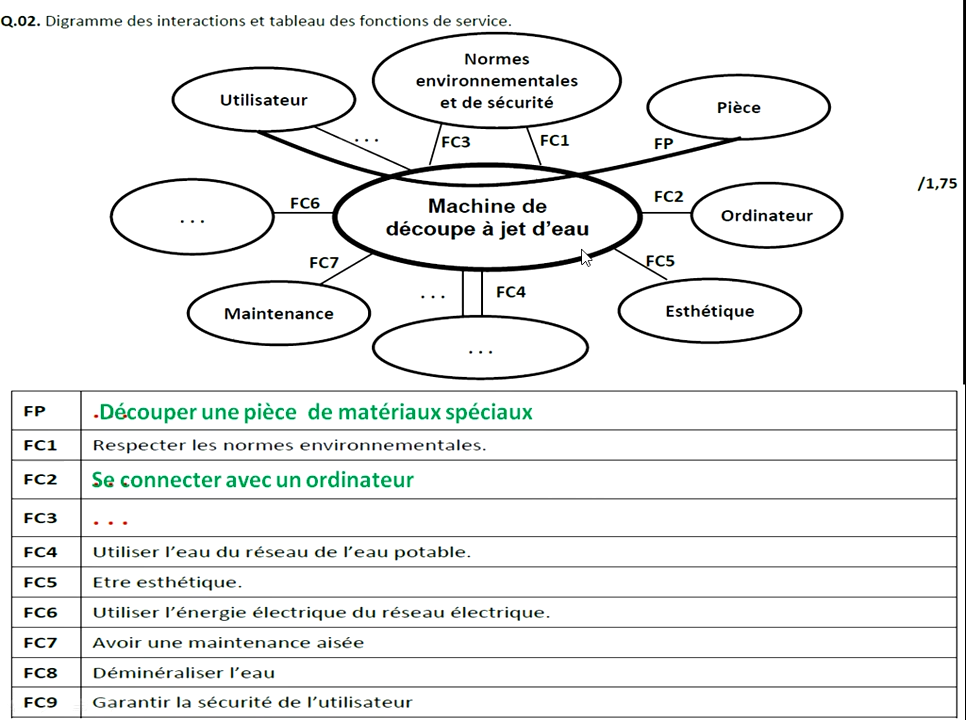 Q.02. Digramme des interactions et tableau des fonctions de service.
Normes
environnementales
et de sécurité
Utilisateur
Pièce
. . .
FC3
FC1
FP
/1,75
FC6
FC2
. . .
Machine de
découpe à jet d'eau
Ordinateur
FC7
FC5
. . .
FC4
Maintenance
Esthétique
. . .
FP .Découper une pièce de matériaux spéciaux
FC1 Respecter les normes environnementales.
FC2 Se connecter avec un ordinateur
FC3 . . .
FC4 Utiliser l'eau du réseau de l'eau potable.
FC5 Etre esthétique.
FC6 Utiliser l'énergie électrique du réseau électrique.
FC7 Avoir une maintenance aisée
FC8 Déminéraliser l'eau
FC9 Garantir la sécurité de l'utilisateur